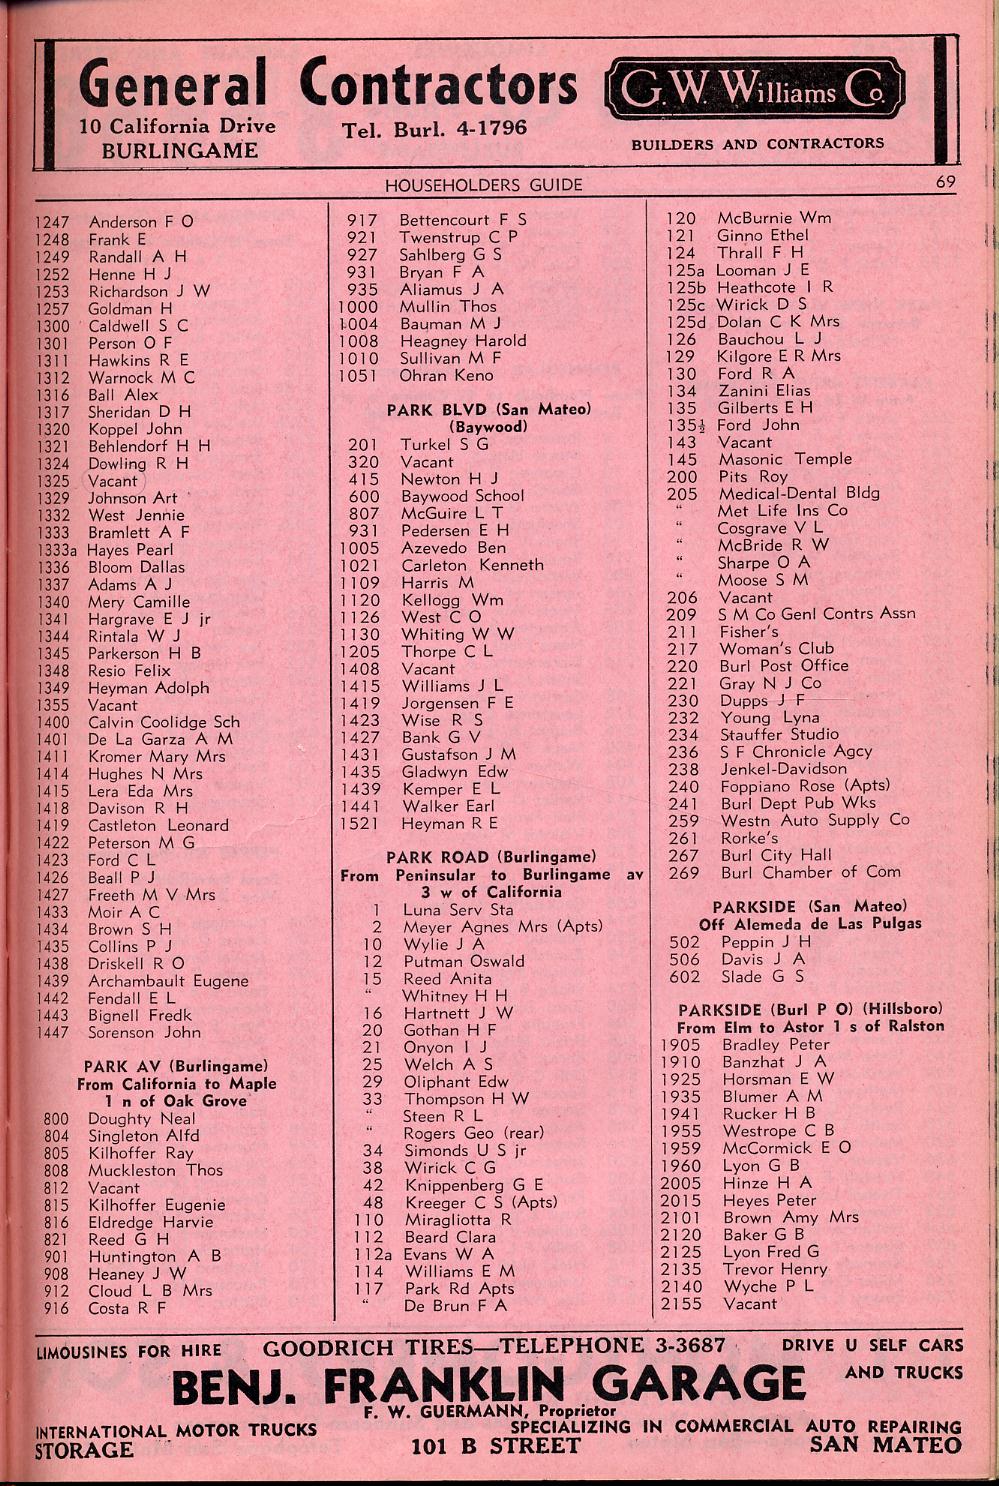 General Contractors
10 California Drive
BURLINGAME
Tel. Burl. 4-1796
G. W. Williams Co.
BUILDERS AND CONTRACTORS
HOUSEHOLDERS GUIDE 69
1247 Anderson F O
1248 Frank E
1249 Randall A H
1252 Henne H J
1253 Richardson J W
1257 Goldman H
1300 Caldwell S C
1301 Person O F
1311 Hawkins R E
1312 Warnock M C
1316 Ball Alex
1317 Sheridan D H
1320 Koppel John
1321 Behlendorf H H
1324 Dowling R H
1325 Vacant
1329 Johnson Art
1332 West Jennie
1333 Bramlett A F
1333a Hayes Pearl
1336 Bloom Dallas
1337 Adams A J
1340 Mery Camille
1341 Hargrave E J jr
1344 Rintala W J
1345 Parkerson H B
1348 Resio Felix
1349 Heyman Adolph
1355 Vacant
1400 Calvin Coolidge Sch
1401 De La Garza A M
1411 Kromer Mary Mrs
1414 Hughes N Mrs
1415 Lera Eda Mrs
1418 Davison R H
1419 Castleton Leonard
1422 Peterson M G
1423 Ford C L
1426 Beall P J
1427 Freeth M V Mrs
1433 Moir A C
1434 Brown S H
1435 Collins P J
1438 Driskell R O
1439 Archambault Eugene
1442 Fendall E L
1443 Bignell Fredk
1447 Sorenson John
PARK AV (Burlingame)
From California to Maple
1 n of Oak Grove
800 Doughty Neal
804 Singleton Alfd
805 Kilhoffer Ray
808 Muckleston Thos
812 Vacant
815 Kilhoffer Eugenie
816 Eldredge Harvie
821 Reed G H
901 Huntington A B
908 Heaney J W
912 Cloud L B Mrs
916 Costa R F
917 Bettencourt F S
921 Twenstrup C P
927 Sahlberg G S
931 Bryan F A
935 Aliamus J A
1000 Mullin Thos
1004 Bauman M J
1008 Heagney Harold
1010 Sullivan M F
1051 Ohran Keno
PARK BLVD (San Mateo)
(Baywood)
201 Turkel S G
320 Vacant
415 Newton H J
600 Baywood School
807 McGuire L T
931 Pedersen E H
1005 Azevedo Ben
1021 Carleton Kenneth
1109 Harris M
1120 Kellogg Wm
1126 West C O
1130 Whiting W W
1205 Thorpe C L
1408 Vacant
1415 Williams J L
1419 Jorgensen F E
1423 Wise R S
1427 Bank G V
1431 Gustafson J M
1435 Gladwyn Edw
1439 Kemper E L
1441 Walker Earl
1521 Heyman R E
PARK ROAD (Burlingame)
From Peninsular to Burlingame av
3 w of California
1 Luna Serv Sta
2 Meyer Agnes Mrs (Apts)
10 Wylie J A
12 Putman Oswald
15 Reed Anita
" Whitney H H
16 Hartnett J W
20 Gothan H F
21 Onyon I J
25 Welch A S
29 Oliphant Edw
33 Thompson H W
" Steen R L
" Rogers Geo (rear)
34 Simonds U S jr
38 Wirick C G
42 Knippenberg G E
48 Kreeger C S (Apts)
110 Miragliotta R
112 Beard Clara
112a Evans W A
114 Williams E M
117 Park Rd Apts
" De Brun F A
120 McBurnie Wm
121 Ginno Ethel
124 Thrall F H
125a Looman J E
125b Heathcote I R
125c Wirick D S
125d Dolan C K Mrs
126 Bauchou L J
129 Kilgore E R Mrs
130 Ford R A
134 Zanini Elias
135 Gilberts E H
135½ Ford John
143 Vacant
145 Masonic Temple
200 Pits Roy
205 Medical-Dental Bldg
" Met Life Ins Co
" Cosgrave V L
" McBride R W
" Sharpe O A
" Moose S M
206 Vacant
209 S M Co Genl Contrs Assn
211 Fisher's
217 Woman's Club
220 Burl Post Office
221 Gray N J Co
230 Dupps J F
232 Young Lyna
234 Stauffer Studio
236 S F Chronicle Agcy
238 Jenkel-Davidson
240 Foppiano Rose (Apts)
241 Burl Dept Pub Wks
259 Westn Auto Supply Co
261 Rorke's
267 Burl City Hall
269 Burl Chamber of Com
PARKSIDE (San Mateo)
Off Alemeda de Las Pulgas
502 Peppin J H
506 Davis J A
602 Slade G S
PARKSIDE (Burl P O) (Hillsboro)
From Elm to Astor 1 s of Ralston
1905 Bradley Peter
1910 Banzhat J A
1925 Horsman E W
1935 Blumer A M
1941 Rucker H B
1955 Westrope C B
1959 McCormick E O
1960 Lyon G B
2005 Hinze H A
2015 Heyes Peter
2101 Brown Amy Mrs
2120 Baker G B
2125 Lyon Fred G
2135 Trevor Henry
2140 Wyche P L
2155 Vacant
LIMOUSINES FOR HIRE GOODRICH TIRES—TELEPHONE 3-3687 DRIVE U SELF CARS
BENJ. FRANKLIN GARAGE AND TRUCKS
F. W. GUERMANN, Proprietor
INTERNATIONAL MOTOR TRUCKS SPECIALIZING IN COMMERCIAL AUTO REPAIRING
STORAGE 101 B STREET SAN MATEO